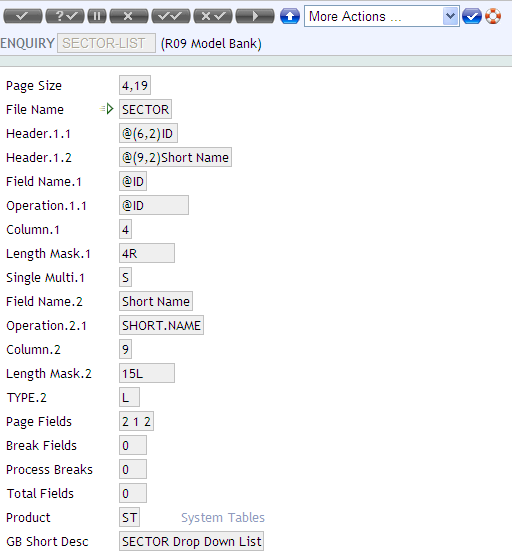 More Actions ...
ENQUIRY SECTOR-LIST (R09 Model Bank)
Page Size 4,19
File Name SECTOR
Header.1.1 @(6,2)ID
Header.1.2 @(9,2)Short Name
Field Name.1 @ID
Operation.1.1 @ID
Column.1 4
Length Mask.1 4R
Single Multi.1 S
Field Name.2 Short Name
Operation.2.1 SHORT.NAME
Column.2 9
Length Mask.2 15L
TYPE.2 L
Page Fields 2 1 2
Break Fields 0
Process Breaks 0
Total Fields 0
Product ST System Tables
GB Short Desc SECTOR Drop Down List